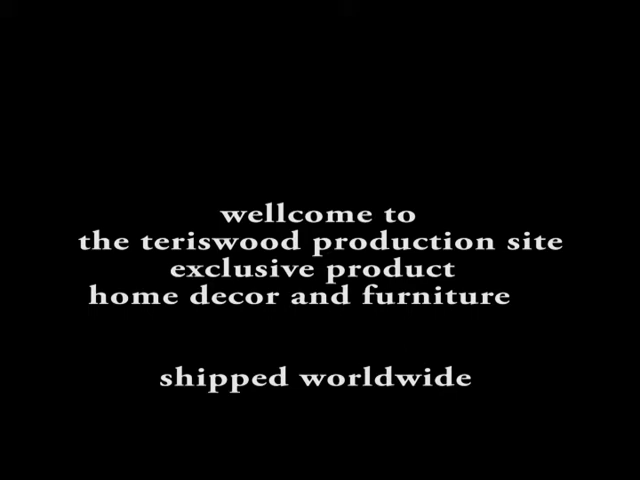 wellcome to
the teriswood production site
exclusive product
home decor and furniture
shipped worldwide